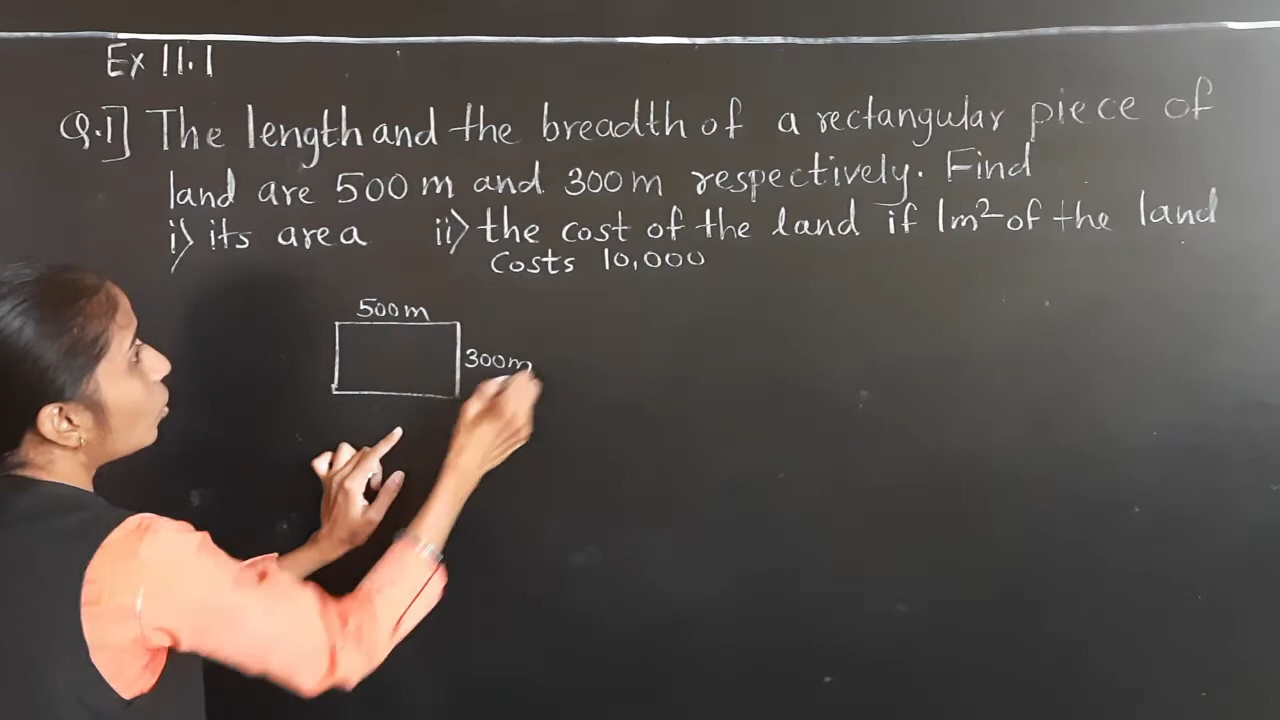 Ex 11.1
Q.1] The length and the breadth of a rectangular piece of
land are 500 m and 300 m respectively. Find
i) its area ii) the cost of the land if 1m² of the land
costs 10,000
500 m
300m